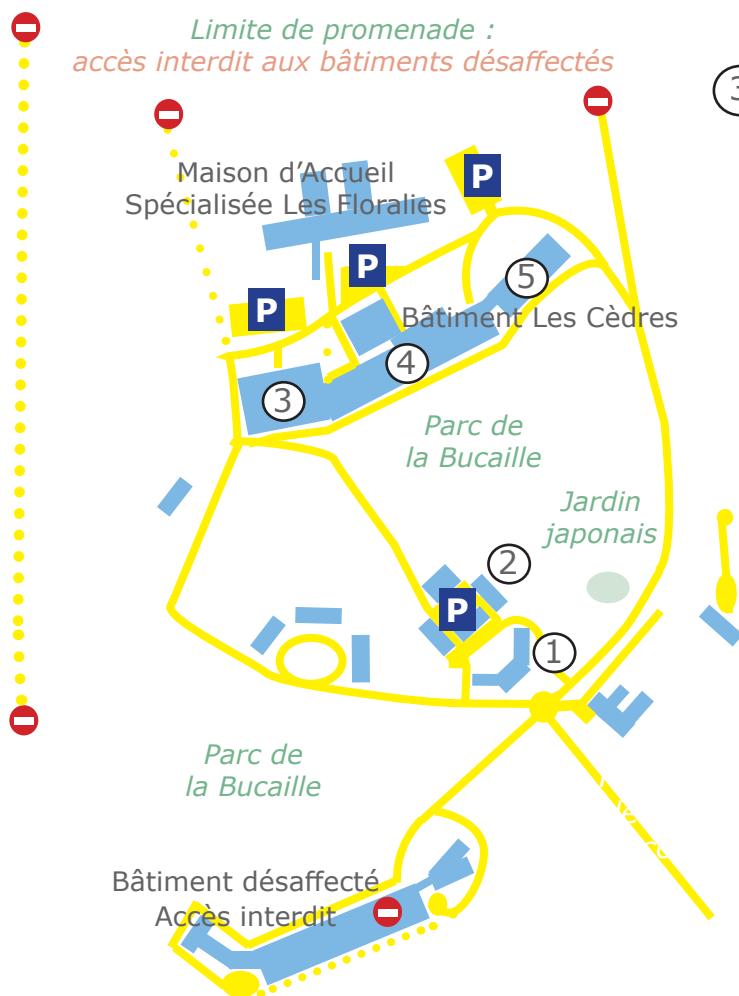 Limite de promenade :
accès interdit aux bâtiments désaffectés
3
Maison d'Accueil
Spécialisée Les Floralies
P
P
P
5
Bâtiment Les Cèdres
4
3
Parc de
la Bucaille
Jardin
japonais
2
P
1
Parc de
la Bucaille
Bâtiment désaffecté
Accès interdit